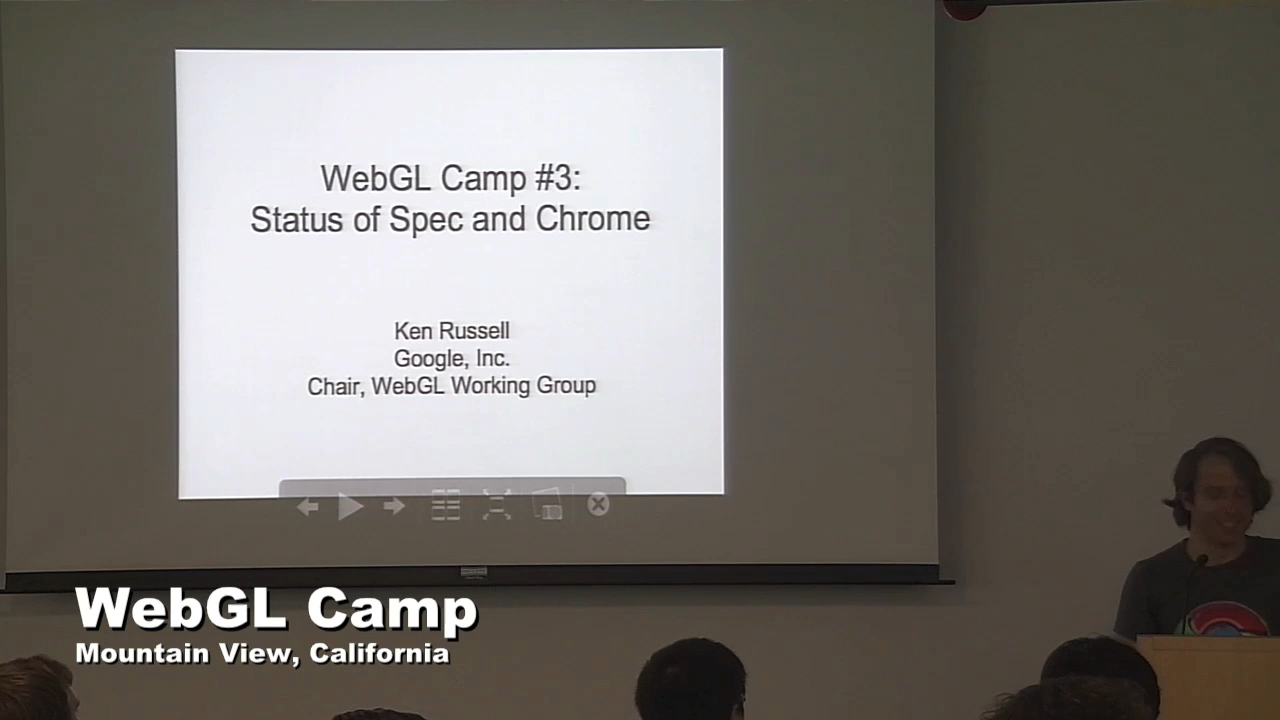 WebGL Camp #3:
Status of Spec and Chrome
Ken Russell
Google, Inc.
Chair, WebGL Working Group
WebGL Camp
Mountain View, California